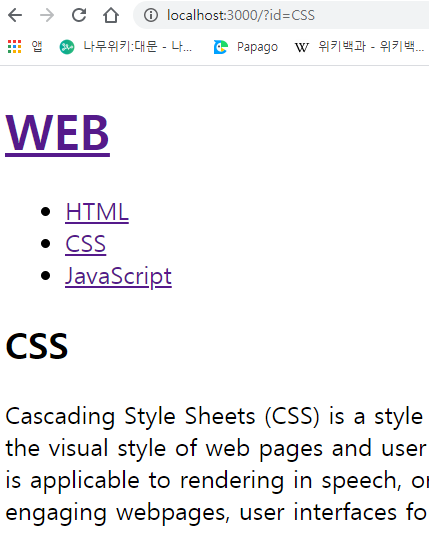 localhost:3000/?id=CSS
앱 나무위키:대문 - 나... Papago W 위키백과 - 위키백...
WEB
HTML
CSS
JavaScript
CSS
Cascading Style Sheets (CSS) is a style
the visual style of web pages and user
is applicable to rendering in speech, or
engaging webpages, user interfaces fo